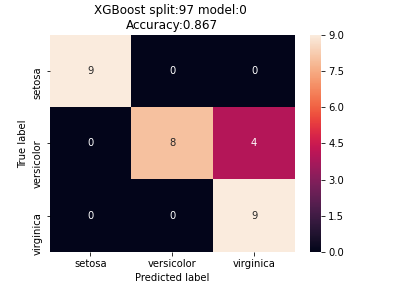 XGBoost split:97 model:0
Accuracy:0.867
True label
setosa
9 0 0
versicolor
0 8 4
virginica
0 0 9
setosa versicolor virginica
Predicted label
9.0
7.5
6.0
4.5
3.0
1.5
0.0